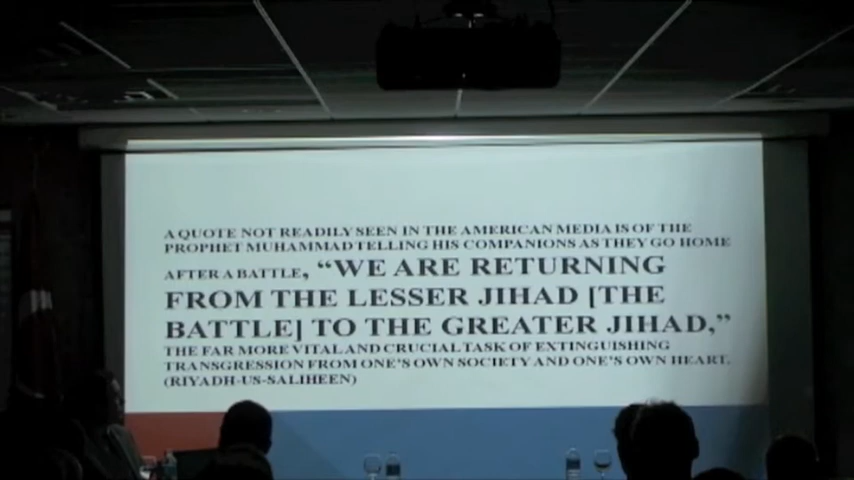 A QUOTE NOT READILY SEEN IN THE AMERICAN MEDIA IS OF THE
PROPHET MUHAMMAD TELLING HIS COMPANIONS AS THEY GO HOME
AFTER A BATTLE, “WE ARE RETURNING
FROM THE LESSER JIHAD [THE
BATTLE] TO THE GREATER JIHAD,”
THE FAR MORE VITAL AND CRUCIAL TASK OF EXTINGUISHING
TRANSGRESSION FROM ONE'S OWN SOCIETY AND ONE'S OWN HEART.
(RIYADH-US-SALIHEEN)